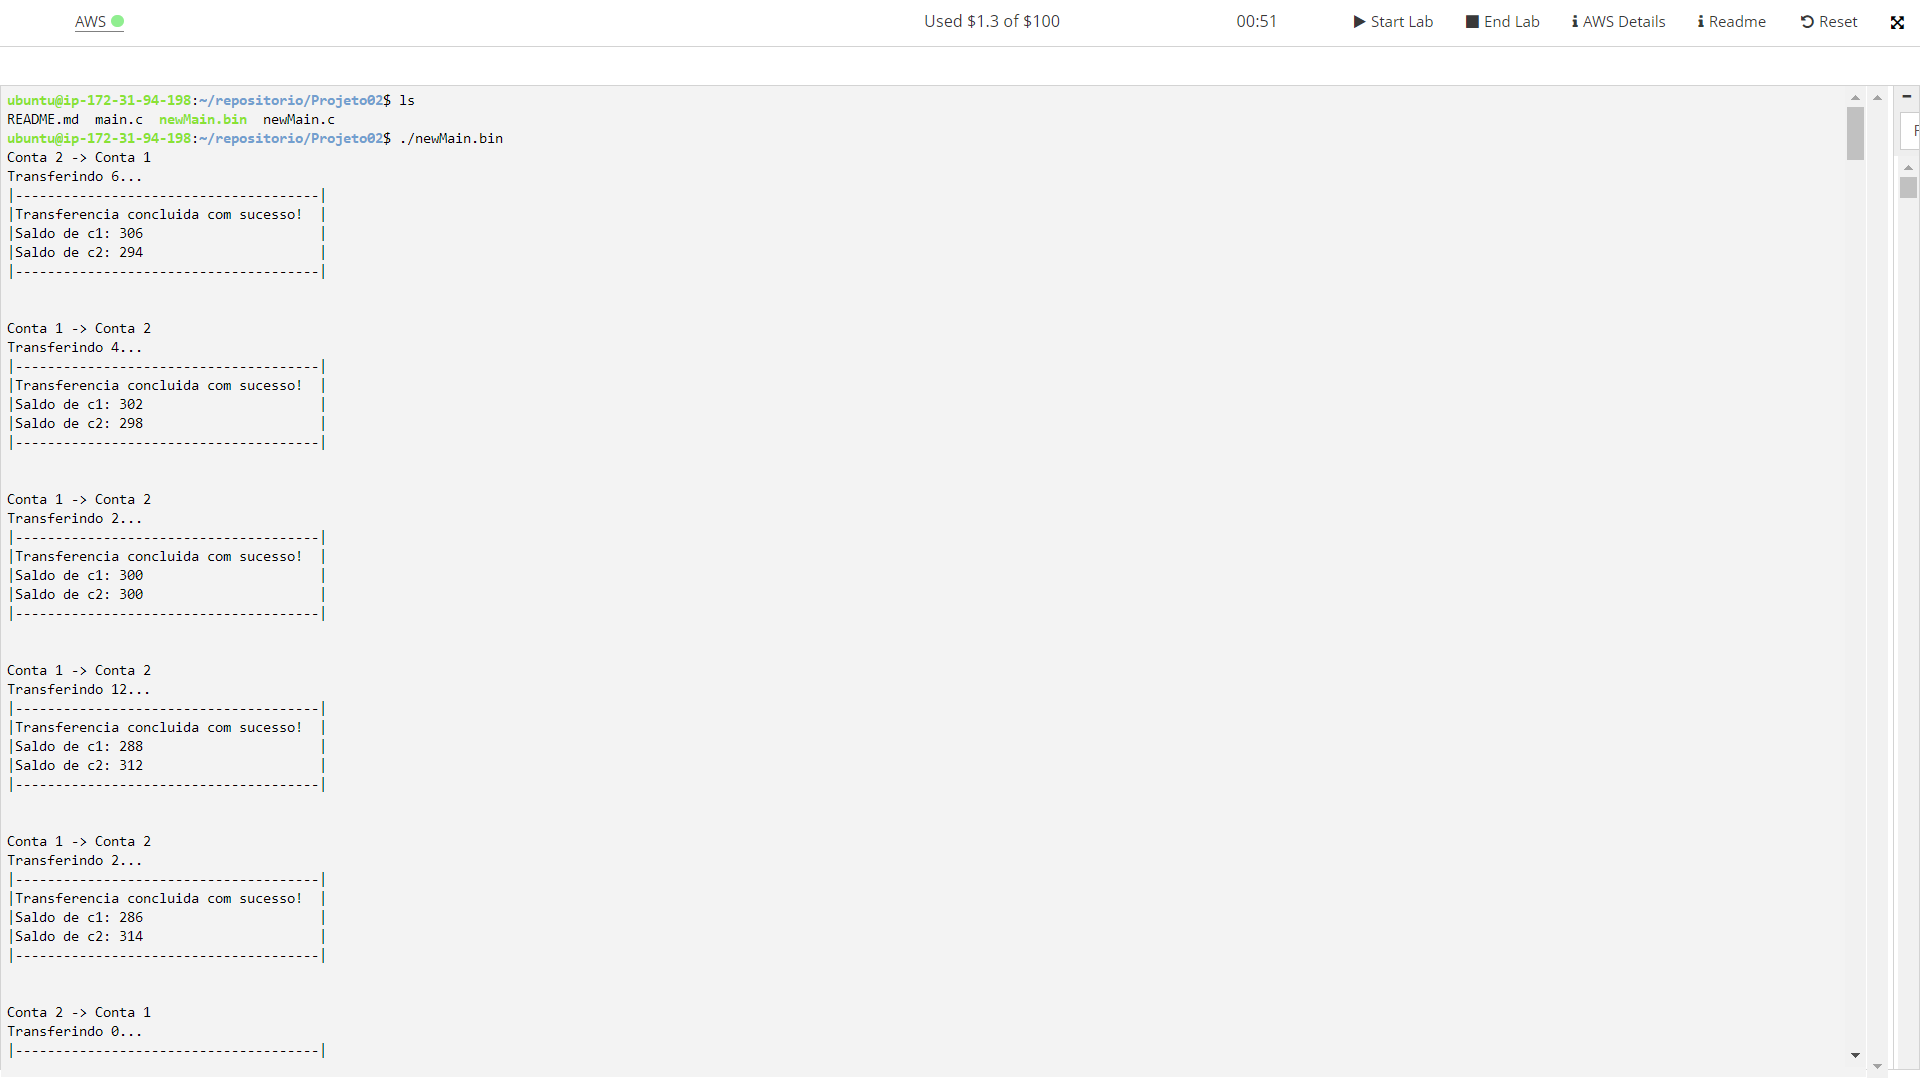 AWS Used $1.3 of $100 00:51 Start Lab End Lab AWS Details Readme Reset
ubuntu@ip-172-31-94-198:~/repositorio/Projeto02$ ls
README.md  main.c  newMain.bin  newMain.c
ubuntu@ip-172-31-94-198:~/repositorio/Projeto02$ ./newMain.bin
Conta 2 -> Conta 1
Transferindo 6...
|--------------------------------------|
|Transferencia concluida com sucesso!  |
|Saldo de c1: 306                      |
|Saldo de c2: 294                      |
|--------------------------------------|
Conta 1 -> Conta 2
Transferindo 4...
|--------------------------------------|
|Transferencia concluida com sucesso!  |
|Saldo de c1: 302                      |
|Saldo de c2: 298                      |
|--------------------------------------|
Conta 1 -> Conta 2
Transferindo 2...
|--------------------------------------|
|Transferencia concluida com sucesso!  |
|Saldo de c1: 300                      |
|Saldo de c2: 300                      |
|--------------------------------------|
Conta 1 -> Conta 2
Transferindo 12...
|--------------------------------------|
|Transferencia concluida com sucesso!  |
|Saldo de c1: 288                      |
|Saldo de c2: 312                      |
|--------------------------------------|
Conta 1 -> Conta 2
Transferindo 2...
|--------------------------------------|
|Transferencia concluida com sucesso!  |
|Saldo de c1: 286                      |
|Saldo de c2: 314                      |
|--------------------------------------|
Conta 2 -> Conta 1
Transferindo 0...
|--------------------------------------|